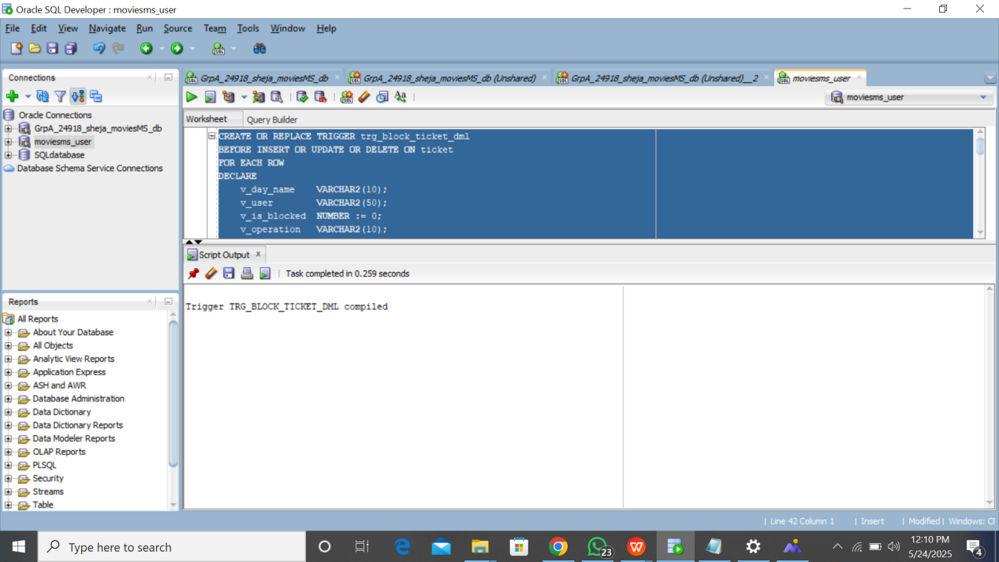 Oracle SQL Developer : moviesms_user
File Edit View Navigate Run Source Team Tools Window Help
Connections
Oracle Connections
GrpA_24918_sheja_moviesMS_db
moviesms_user
SQLdatabase
Database Schema Service Connections
Reports
All Reports
About Your Database
All Objects
Analytic View Reports
Application Express
ASH and AWR
Database Administration
Data Dictionary
Data Dictionary Reports
Data Modeler Reports
OLAP Reports
PLSQL
Security
Streams
Table
GrpA_24918_sheja_moviesMS_db GrpA_24918_sheja_moviesMS_db (Unshared) GrpA_24918_sheja_moviesMS_db (Unshared)__2 moviesms_user
moviesms_user
Worksheet Query Builder
CREATE OR REPLACE TRIGGER trg_block_ticket_dml
BEFORE INSERT OR UPDATE OR DELETE ON ticket
FOR EACH ROW
DECLARE
v_day_name VARCHAR2(10);
v_user VARCHAR2(50);
v_is_blocked NUMBER := 0;
v_operation VARCHAR2(10);
Script Output x
Task completed in 0.259 seconds
Trigger TRG_BLOCK_TICKET_DML compiled
| Line 42 Column 1 | Insert | Modified | Windows: C
Type here to search
23
12:10 PM
5/24/2025
4